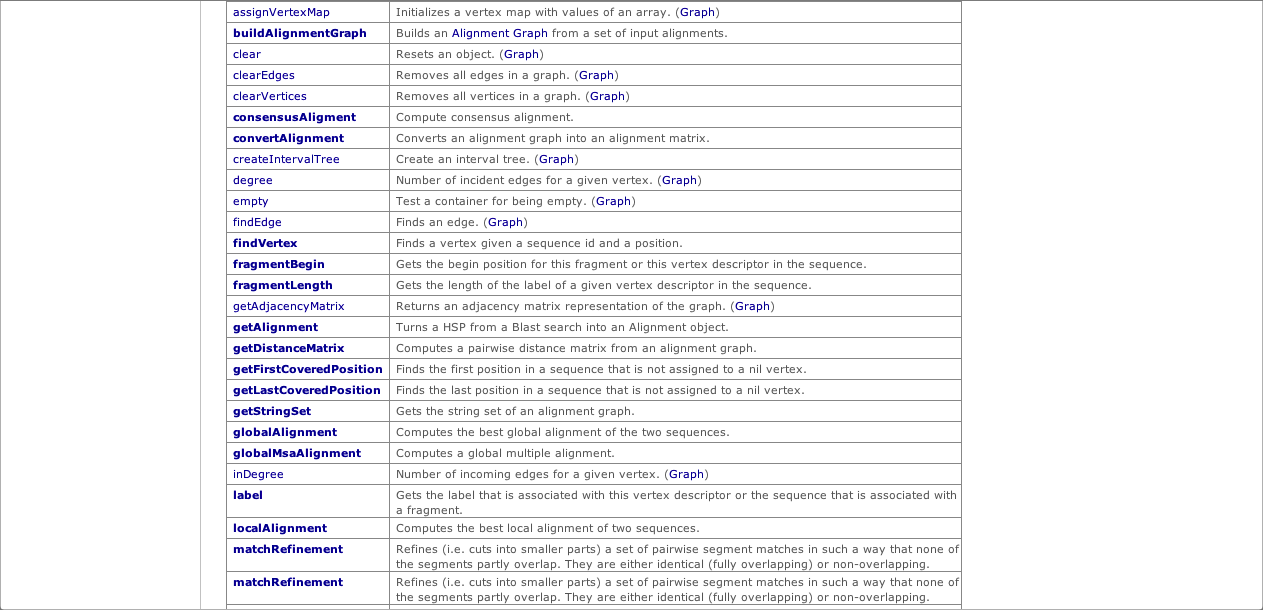 assignVertexMap Initializes a vertex map with values of an array. (Graph)
buildAlignmentGraph Builds an Alignment Graph from a set of input alignments.
clear Resets an object. (Graph)
clearEdges Removes all edges in a graph. (Graph)
clearVertices Removes all vertices in a graph. (Graph)
consensusAligment Compute consensus alignment.
convertAlignment Converts an alignment graph into an alignment matrix.
createIntervalTree Create an interval tree. (Graph)
degree Number of incident edges for a given vertex. (Graph)
empty Test a container for being empty. (Graph)
findEdge Finds an edge. (Graph)
findVertex Finds a vertex given a sequence id and a position.
fragmentBegin Gets the begin position for this fragment or this vertex descriptor in the sequence.
fragmentLength Gets the length of the label of a given vertex descriptor in the sequence.
getAdjacencyMatrix Returns an adjacency matrix representation of the graph. (Graph)
getAlignment Turns a HSP from a Blast search into an Alignment object.
getDistanceMatrix Computes a pairwise distance matrix from an alignment graph.
getFirstCoveredPosition Finds the first position in a sequence that is not assigned to a nil vertex.
getLastCoveredPosition Finds the last position in a sequence that is not assigned to a nil vertex.
getStringSet Gets the string set of an alignment graph.
globalAlignment Computes the best global alignment of the two sequences.
globalMsaAlignment Computes a global multiple alignment.
inDegree Number of incoming edges for a given vertex. (Graph)
label Gets the label that is associated with this vertex descriptor or the sequence that is associated with
a fragment.
localAlignment Computes the best local alignment of two sequences.
matchRefinement Refines (i.e. cuts into smaller parts) a set of pairwise segment matches in such a way that none of
the segments partly overlap. They are either identical (fully overlapping) or non-overlapping.
matchRefinement Refines (i.e. cuts into smaller parts) a set of pairwise segment matches in such a way that none of
the segments partly overlap. They are either identical (fully overlapping) or non-overlapping.